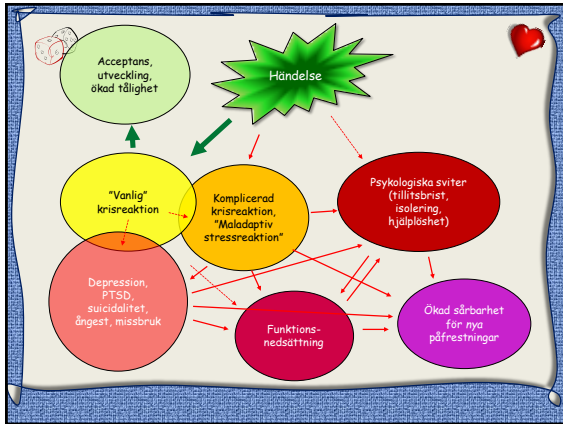 Acceptans,
utveckling,
ökad tålighet
Händelse
"Vanlig"
krisreaktion
Komplicerad
krisreaktion,
"Maladaptiv
stressreaktion"
Psykologiska sviter
(tillitsbrist,
isolering,
hjälplöshet)
Depression,
PTSD,
suicidalitet,
ångest, missbruk
Funktions-
nedsättning
Ökad sårbarhet
för nya
påfrestningar